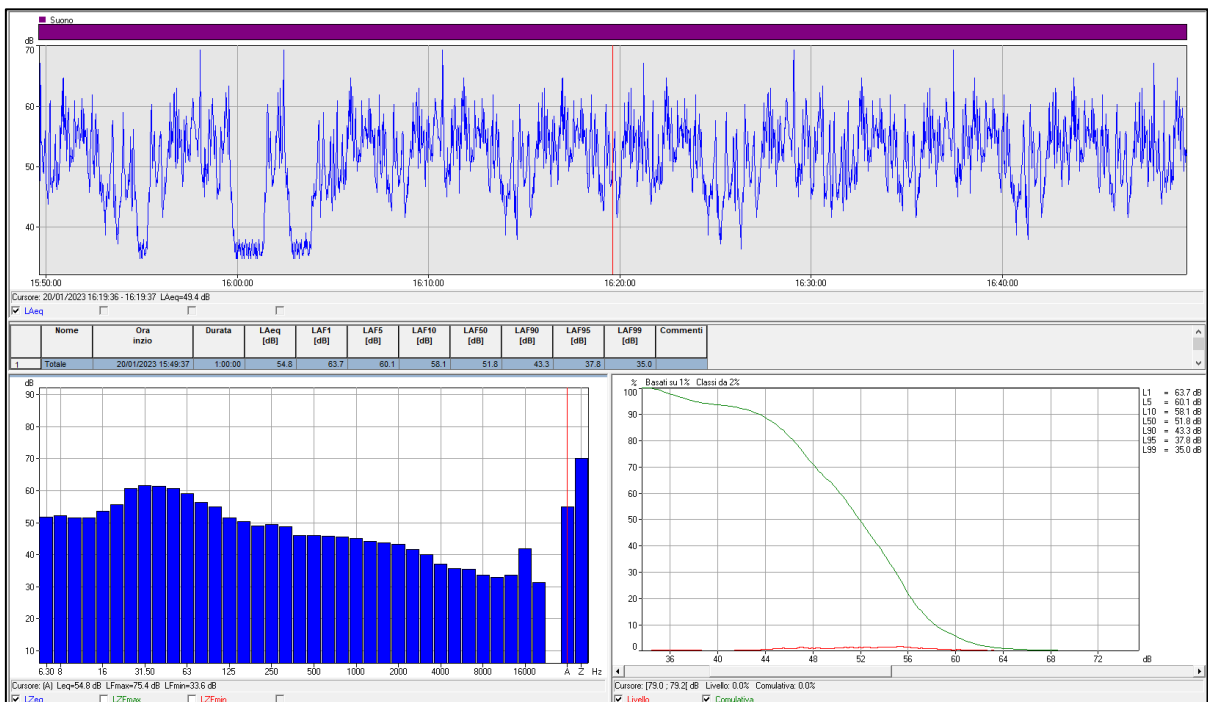 Suono
dB
70
60
50
40
15:50:00 16:00:00 16:10:00 16:20:00 16:30:00 16:40:00
Cursore: 20/01/2023 16:19:36 - 16:19:37 LAeq=49.4 dB
LAeq
Nome Ora inzio Durata LAeq [dB] LAF1 [dB] LAF5 [dB] LAF10 [dB] LAF50 [dB] LAF90 [dB] LAF95 [dB] LAF99 [dB] Commenti
1 Totale 20/01/2023 15:49:37 1:00:00 54.8 63.7 60.1 58.1 51.8 43.3 37.8 35.0
dB
90
80
70
60
50
40
30
20
10
6.30 8 16 31.50 63 125 250 500 1000 2000 4000 8000 16000 A Z Hz
Cursore: (A) Leq=54.8 dB LFmax=75.4 dB LFmin=33.6 dB
LZeq LZFmax LZFmin
% Basati su 1% Classi da 2%
100
90
80
70
60
50
40
30
20
10
0
36 40 44 48 52 56 60 64 68 72 dB
L1 = 63.7 dB
L5 = 60.1 dB
L10 = 58.1 dB
L50 = 51.8 dB
L90 = 43.3 dB
L95 = 37.8 dB
L99 = 35.0 dB
Cursore: [79.0 ; 79.2[ dB Livello: 0.0% Comulativa: 0.0%
Livello Comulativa